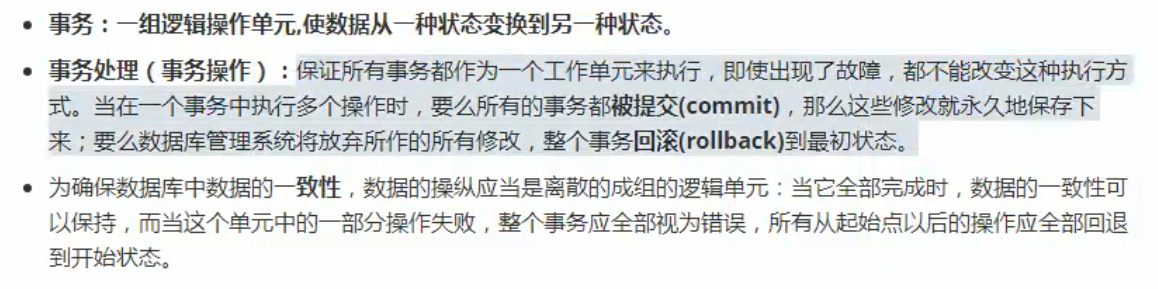 • 事务：一组逻辑操作单元,使数据从一种状态变换到另一种状态。
• 事务处理（事务操作）：保证所有事务都作为一个工作单元来执行，即使出现了故障，都不能改变这种执行方
式。当在一个事务中执行多个操作时，要么所有的事务都被提交(commit)，那么这些修改就永久地保存下
来；要么数据库管理系统将放弃所作的所有修改，整个事务回滚(rollback)到最初状态。
• 为确保数据库中数据的一致性，数据的操纵应当是离散的成组的逻辑单元：当它全部完成时，数据的一致性可
以保持，而当这个单元中的一部分操作失败，整个事务应全部视为错误，所有从起始点以后的操作应全部回退
到开始状态。